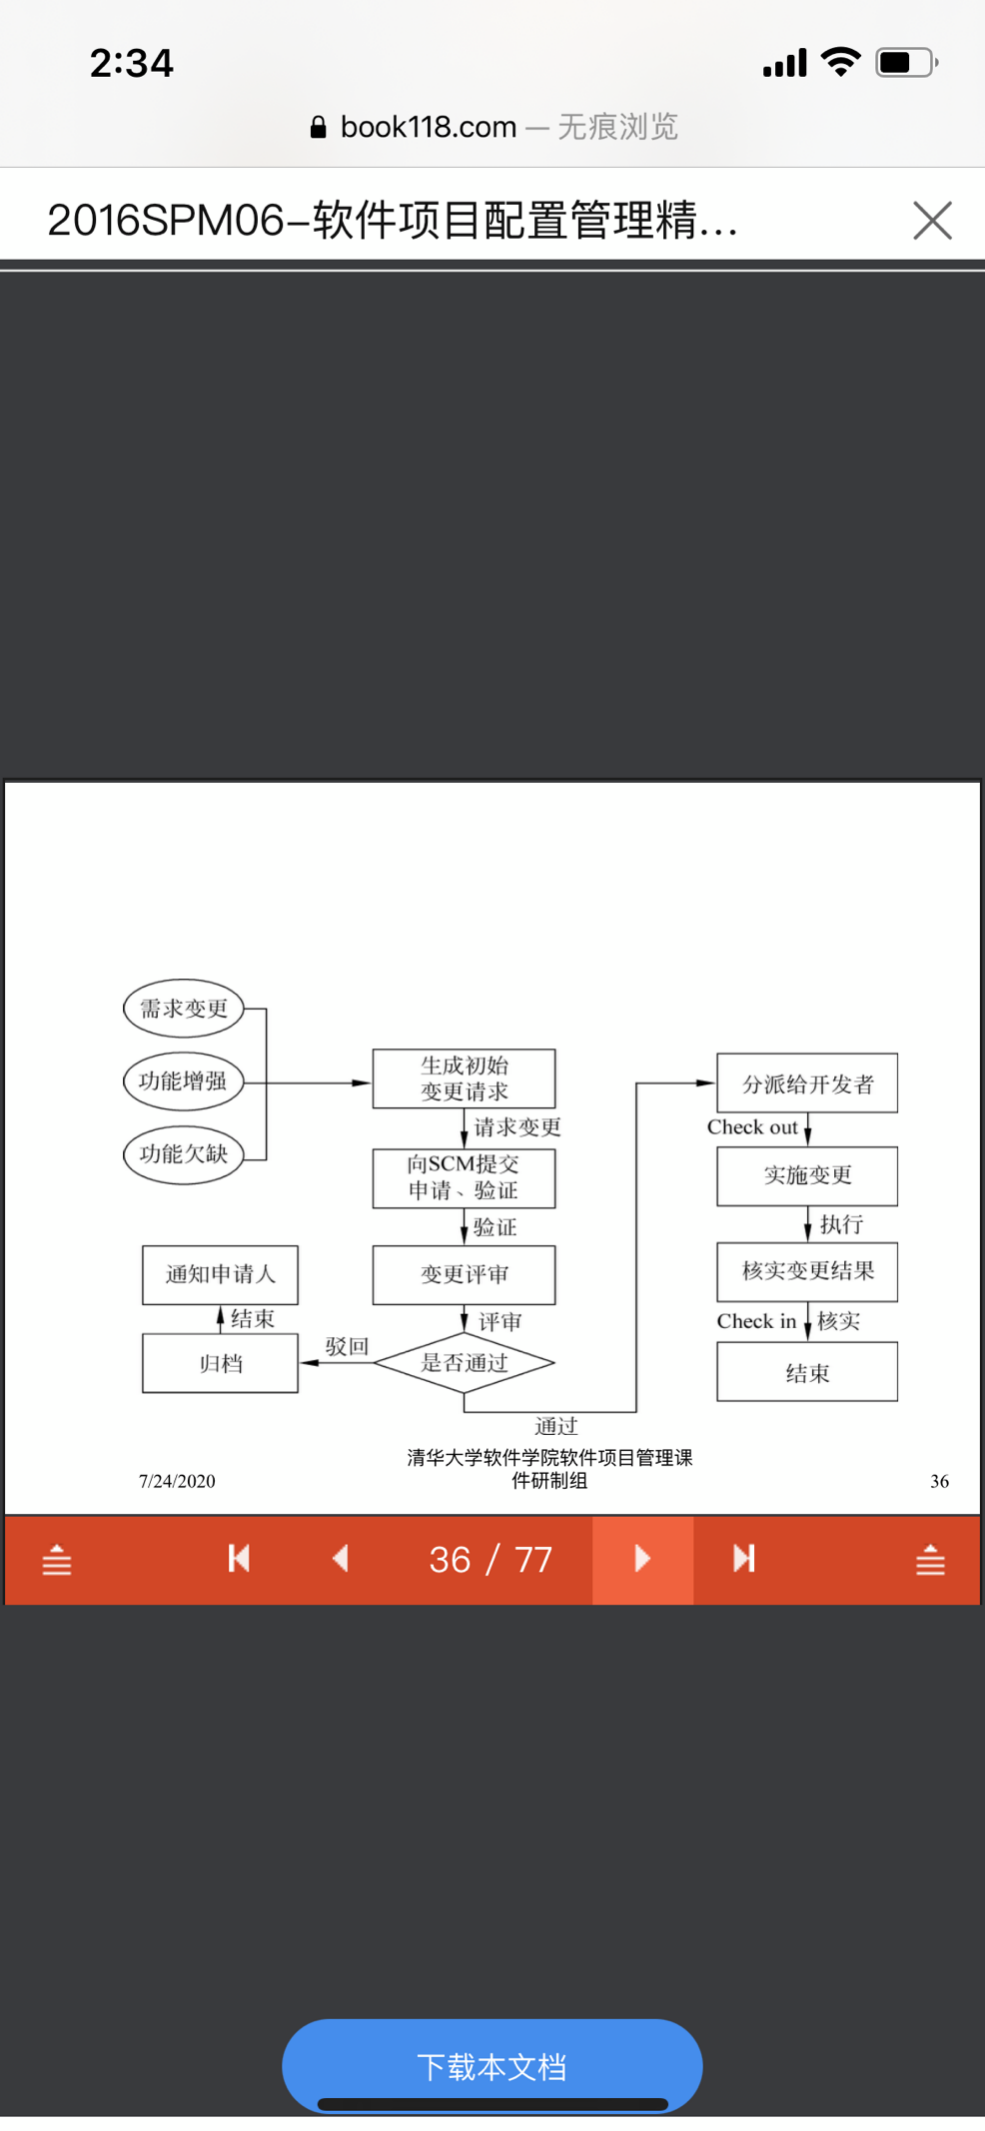 2:34
book118.com — 无痕浏览
2016SPM06-软件项目配置管理精...
需求变更
功能增强
功能欠缺
生成初始
变更请求
请求变更
向SCM提交
申请、验证
验证
变更评审
评审
是否通过
驳回
归档
结束
通知申请人
通过
分派给开发者
Check out
实施变更
执行
核实变更结果
Check in 核实
结束
7/24/2020
清华大学软件学院软件项目管理课
件研制组
36
36 / 77
下载本文档